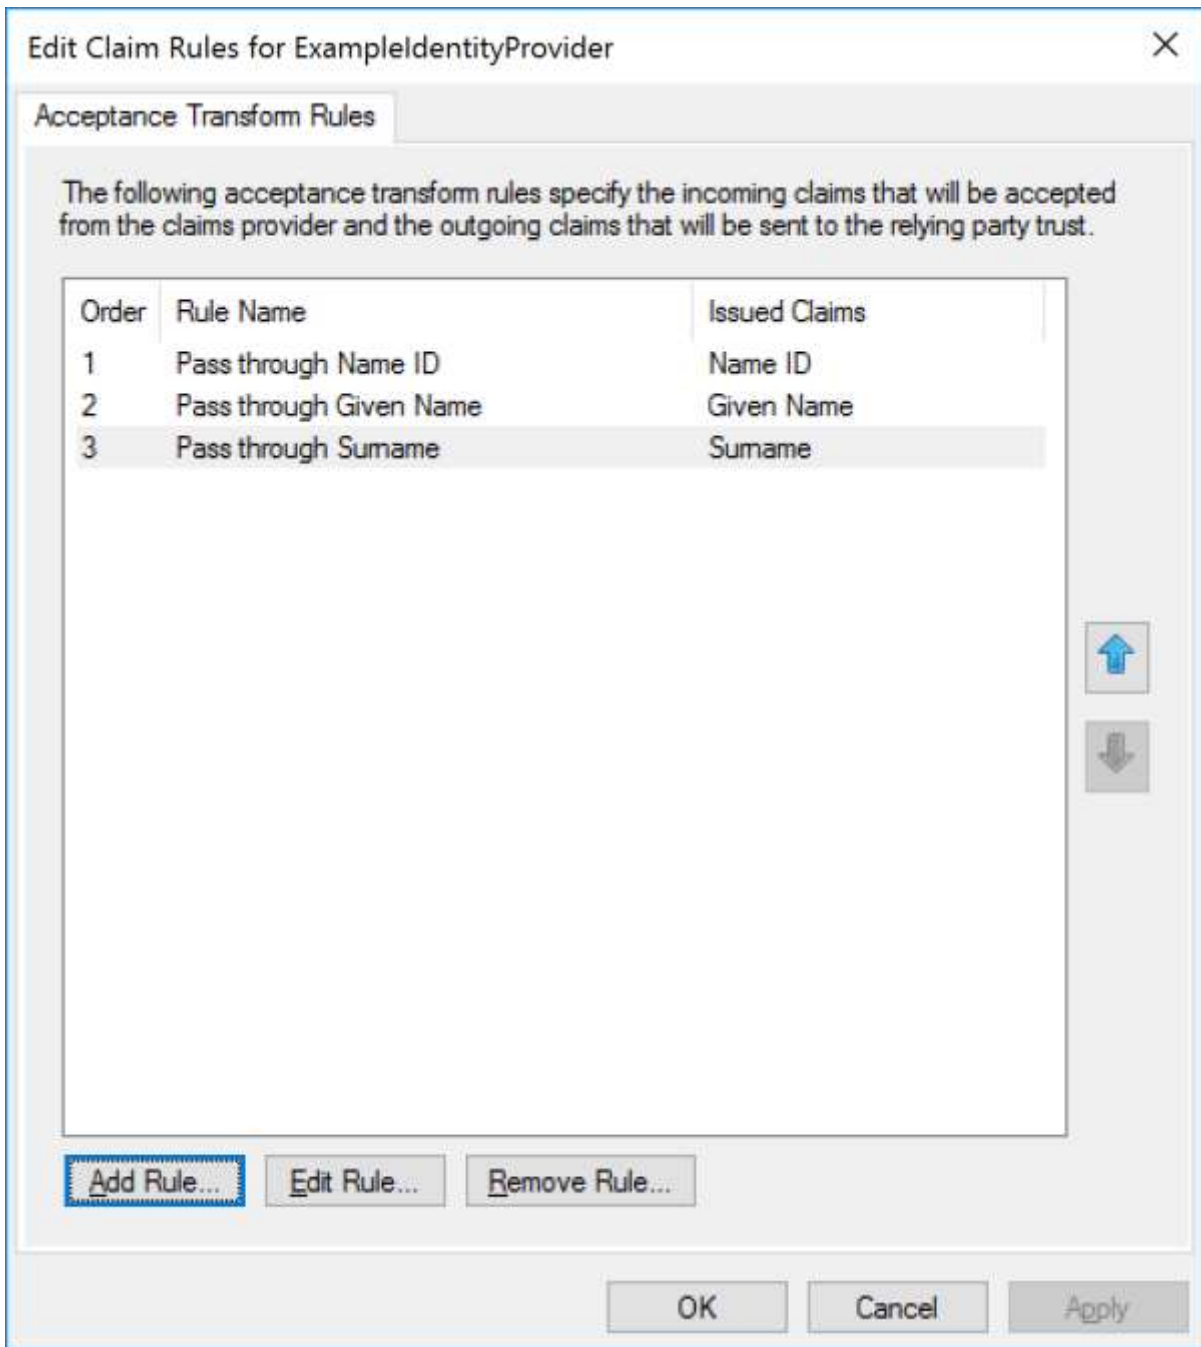 Edit Claim Rules for ExampleIdentityProvider
Acceptance Transform Rules
The following acceptance transform rules specify the incoming claims that will be accepted
from the claims provider and the outgoing claims that will be sent to the relying party trust.
Order Rule Name Issued Claims
1 Pass through Name ID Name ID
2 Pass through Given Name Given Name
3 Pass through Surname Surname
Add Rule... Edit Rule... Remove Rule...
OK Cancel Apply